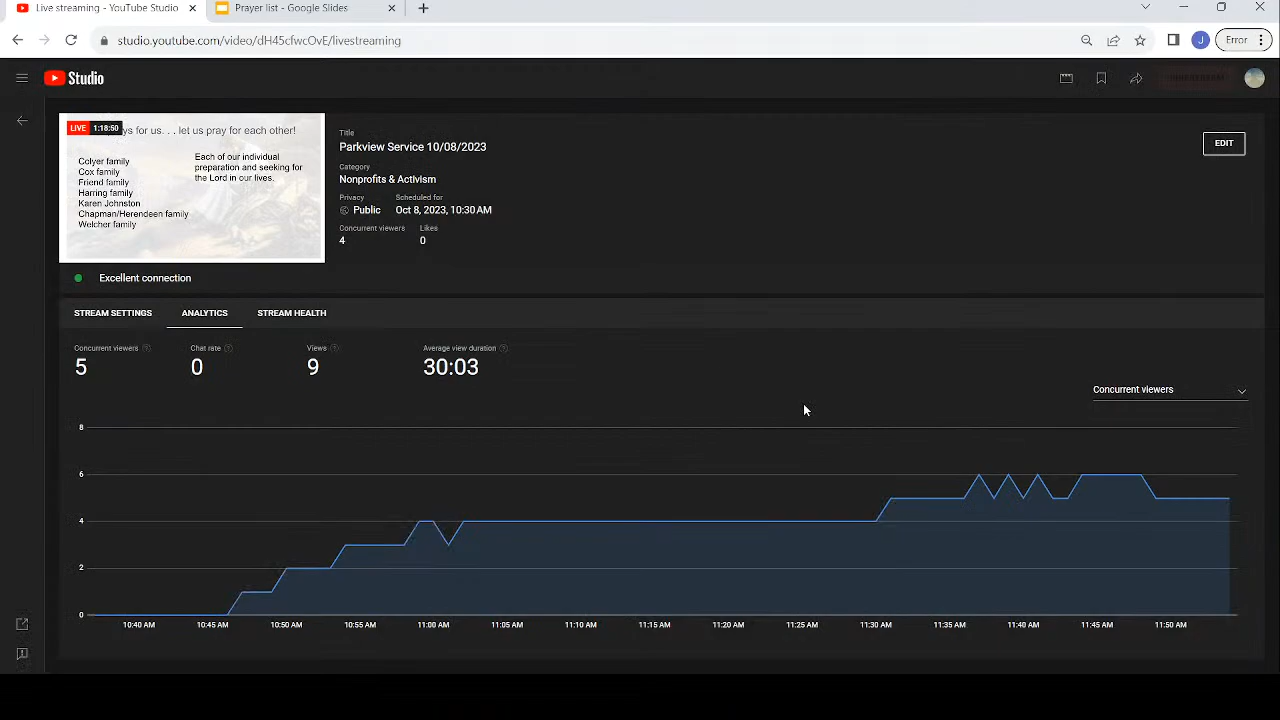 Live streaming - YouTube Studio
Prayer list - Google Slides
studio.youtube.com/video/dH45cfwcOvE/livestreaming
J
Error
Studio
LIVE 1:18:50 ys for us. . . let us pray for each other!
Colyer family
Cox family
Friend family
Harring family
Karen Johnston
Chapman/Herendeen family
Welcher family
Each of our individual
preparation and seeking for
the Lord in our lives.
Title
Parkview Service 10/08/2023
Category
Nonprofits & Activism
Privacy Scheduled for
Public Oct 8, 2023, 10:30 AM
Concurrent viewers Likes
4 0
EDIT
Excellent connection
STREAM SETTINGS ANALYTICS STREAM HEALTH
Concurrent viewers Chat rate Views Average view duration
5 0 9 30:03
Concurrent viewers
8
6
4
2
0
10:40 AM 10:45 AM 10:50 AM 10:55 AM 11:00 AM 11:05 AM 11:10 AM 11:15 AM 11:20 AM 11:25 AM 11:30 AM 11:35 AM 11:40 AM 11:45 AM 11:50 AM